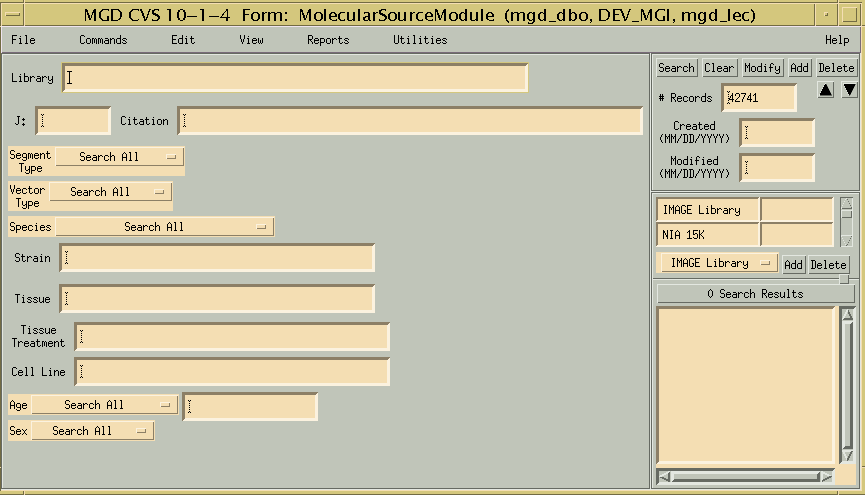 MGD CVS 10-1-4 Form: MolecularSourceModule (mgd_dbo, DEV_MGI, mgd_lec)
File Commands Edit View Reports Utilities Help
Library
J: Citation
Segment Type Search All
Vector Type Search All
Species Search All
Strain
Tissue
Tissue Treatment
Cell Line
Age Search All
Sex Search All
Search Clear Modify Add Delete
# Records 42741
Created (MM/DD/YYYY)
Modified (MM/DD/YYYY)
IMAGE Library
NIA 15K
IMAGE Library Add Delete
0 Search Results